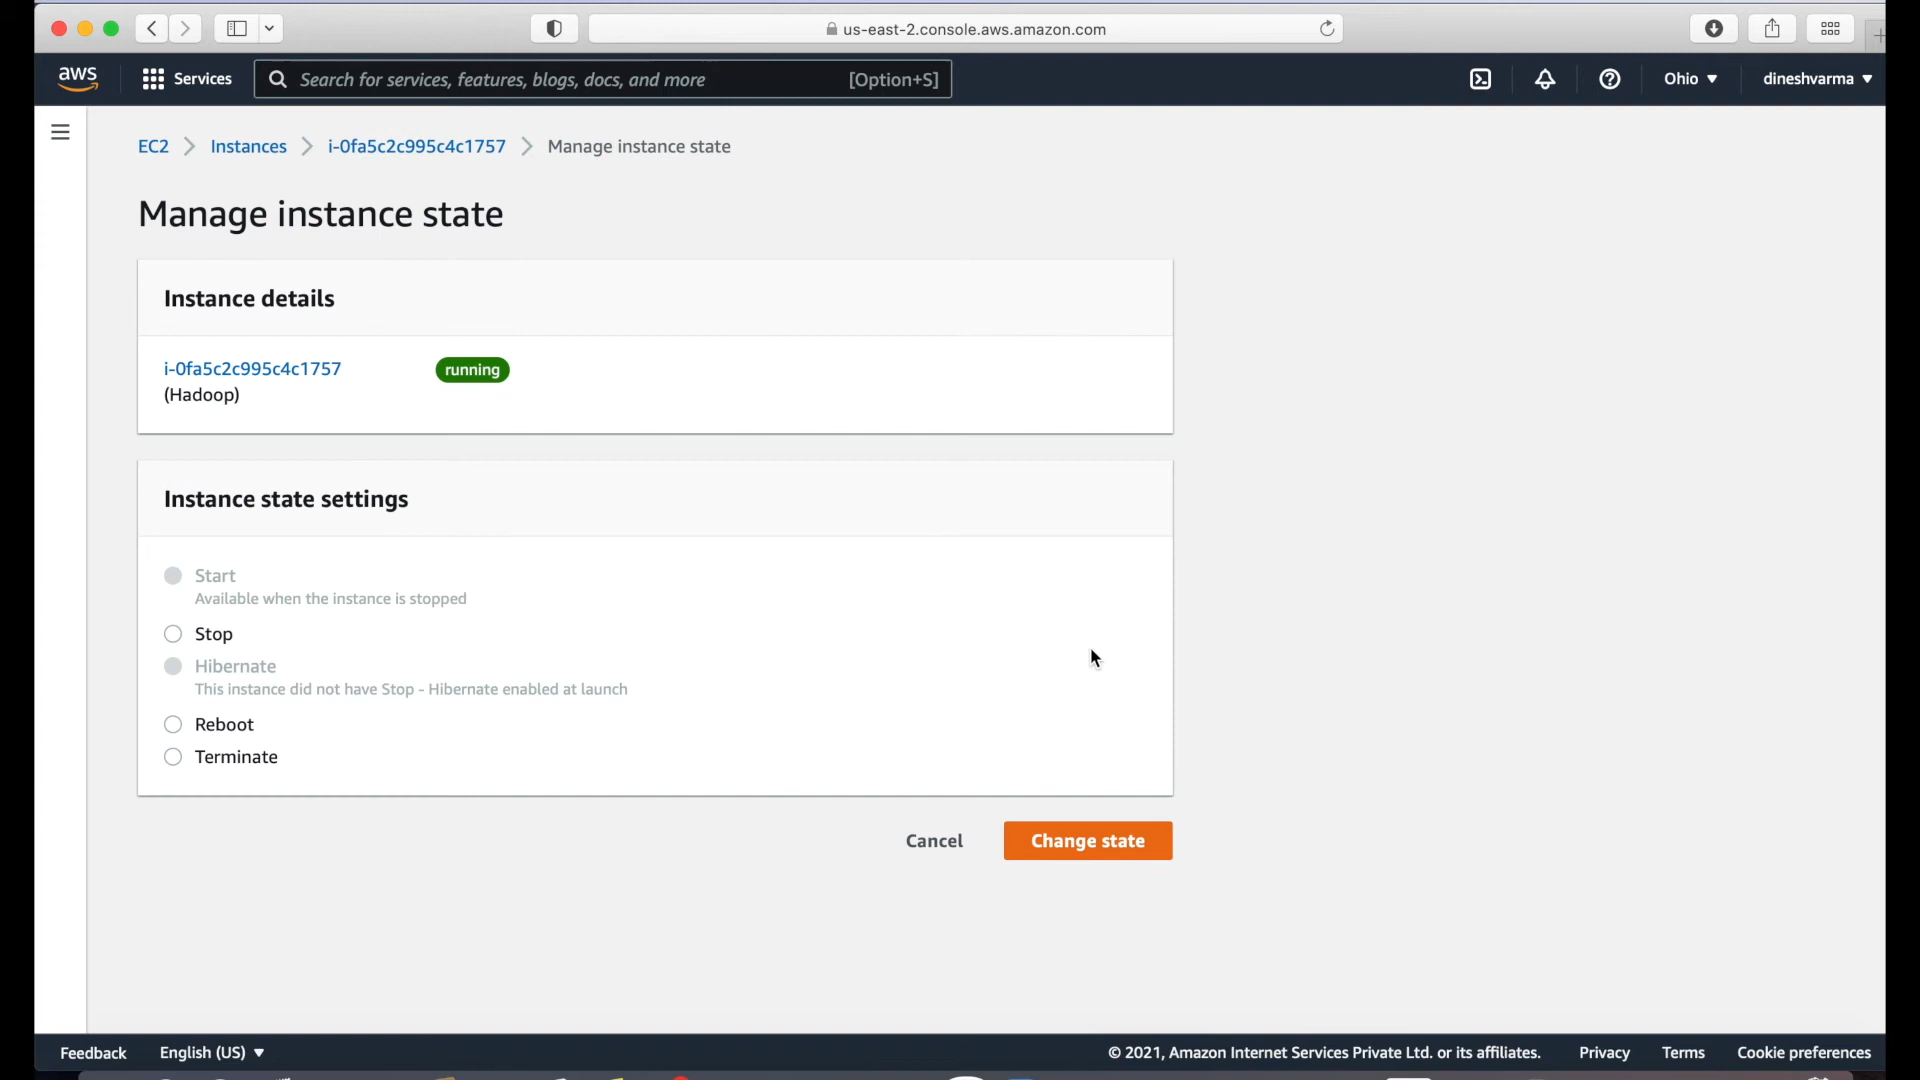 us-east-2.console.aws.amazon.com
aws
Services
Search for services, features, blogs, docs, and more
[Option+S]
Ohio
dineshvarma
EC2
Instances
i-0fa5c2c995c4c1757
Manage instance state
Manage instance state
Instance details
i-0fa5c2c995c4c1757
(Hadoop)
running
Instance state settings
Start
Available when the instance is stopped
Stop
Hibernate
This instance did not have Stop - Hibernate enabled at launch
Reboot
Terminate
Cancel
Change state
Feedback
English (US)
© 2021, Amazon Internet Services Private Ltd. or its affiliates.
Privacy
Terms
Cookie preferences